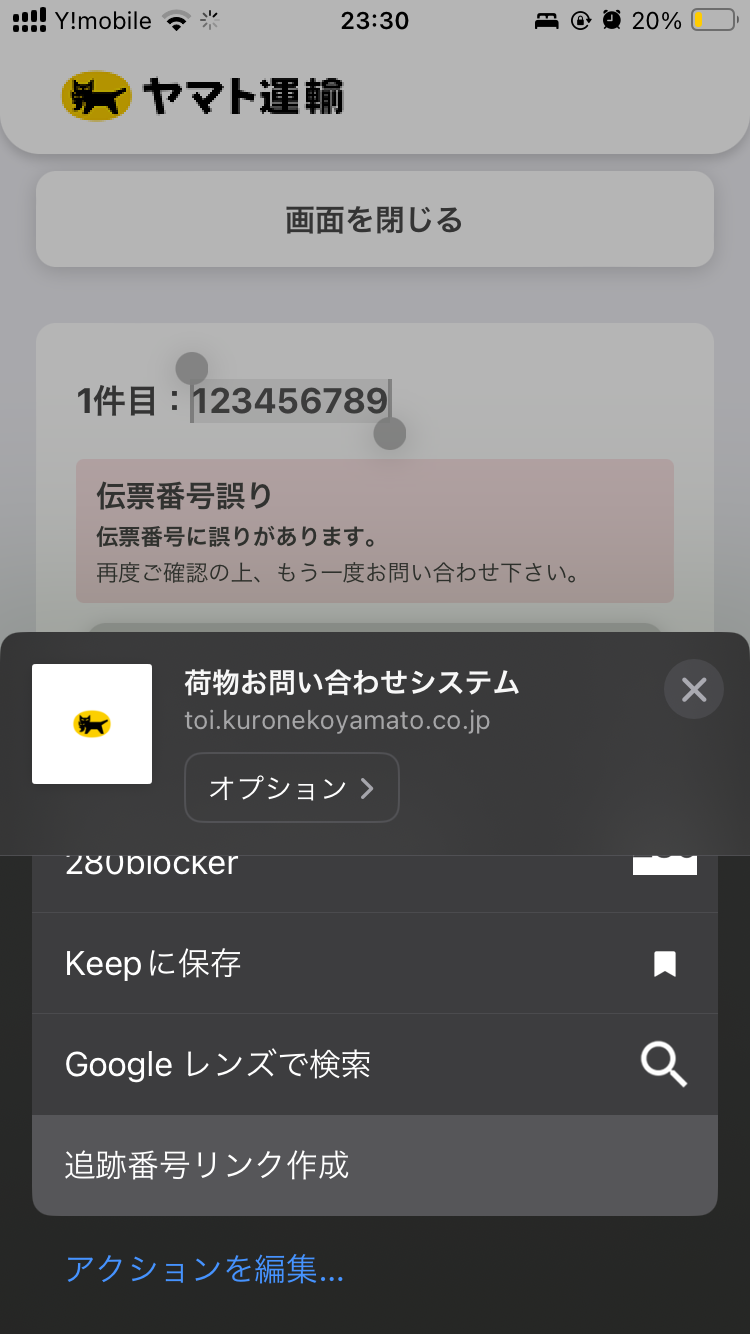 Y!mobile 23:30 20%
ヤマト運輸
画面を閉じる
1件目：123456789
伝票番号誤り
伝票番号に誤りがあります。
再度ご確認の上、もう一度お問い合わせ下さい。
荷物お問い合わせシステム
toi.kuronekoyamato.co.jp
オプション
280blocker
Keepに保存
Google レンズで検索
追跡番号リンク作成
アクションを編集...